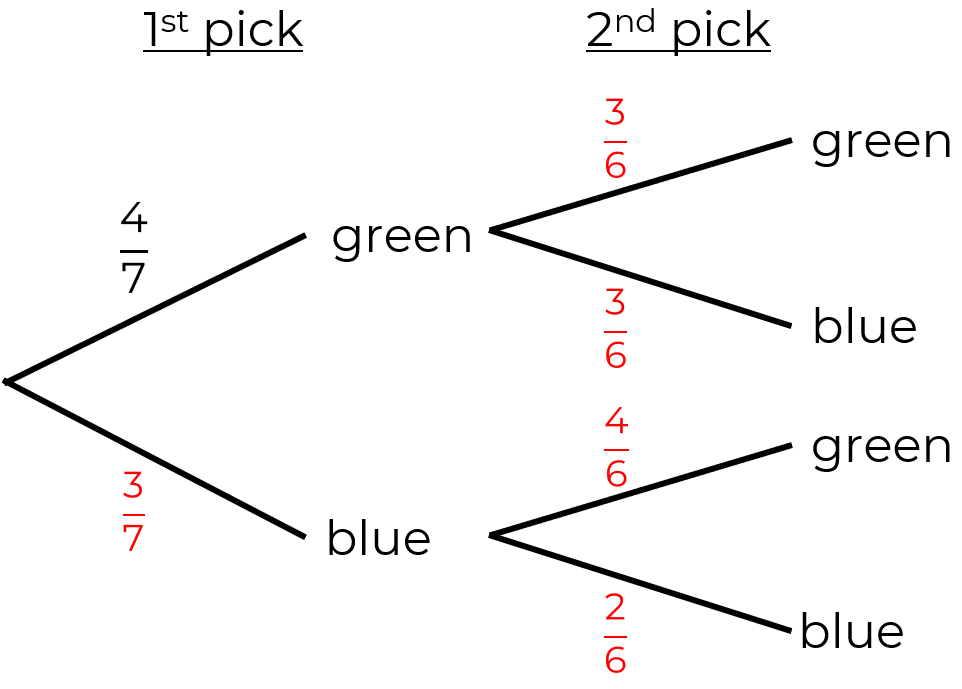 1st pick 2nd pick
3/6 green
4/7 green
3/6 blue
4/6 green
3/7 blue
2/6 blue